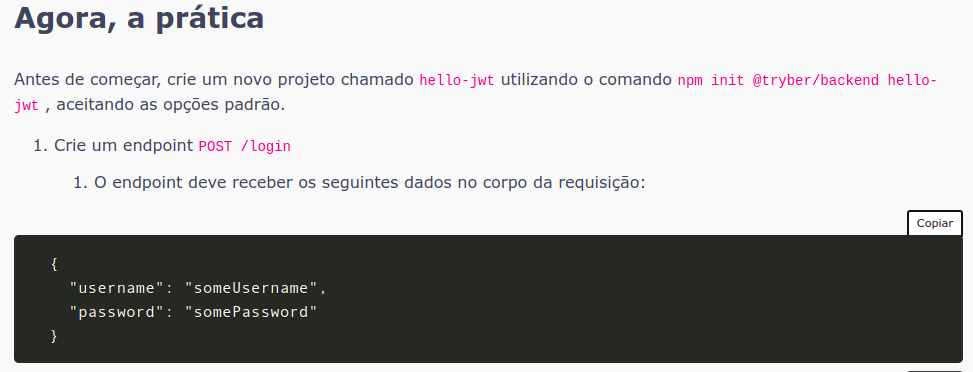 Agora, a prática
Antes de começar, crie um novo projeto chamado hello-jwt utilizando o comando npm init @tryber/backend hello-
jwt , aceitando as opções padrão.
1. Crie um endpoint POST /login
1. O endpoint deve receber os seguintes dados no corpo da requisição:
Copiar
{
"username": "someUsername",
"password": "somePassword"
}